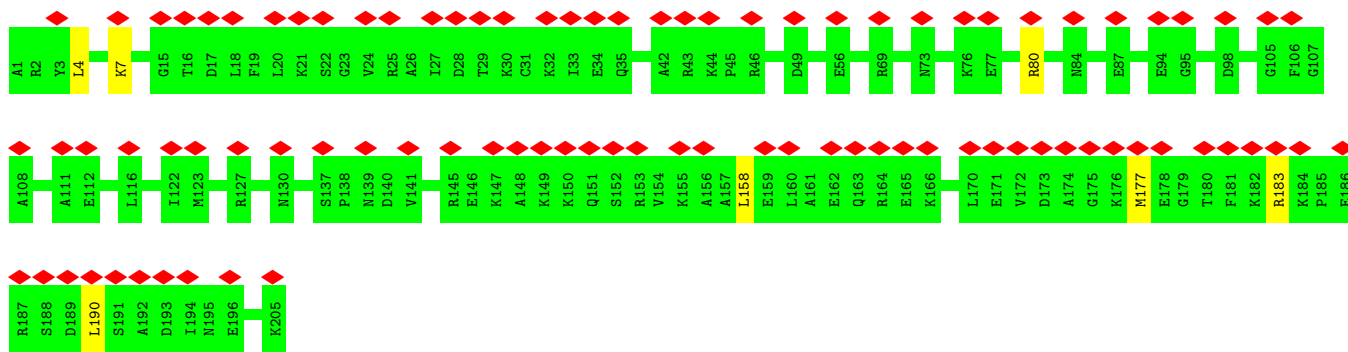 A1 R2 Y3 L4 K7 G15 T16 D17 L18 F19 L20 K21 S22 G23 V24 R25 A26 I27 D28 T29 K30 C31 K32 I33 E34 Q35 A42 R43 K44 P45 R46 D49 E56 R69 N73 K76 E77 R80 N84 E87 E94 G95 D98 G105 F106 G107
A108 A111 E112 L116 I122 M123 R127 N130 S137 P138 N139 D140 V141 R145 E146 K147 A148 K149 K150 Q151 S152 R153 V154 K155 A156 A157 L158 E159 L160 A161 E162 Q163 R164 E165 K166 L170 E171 V172 D173 A174 G175 K176 M177 E178 G179 T180 F181 K182 R183 K184 P185 E186
R187 S188 D189 L190 S191 A192 D193 I194 N195 E196 K205